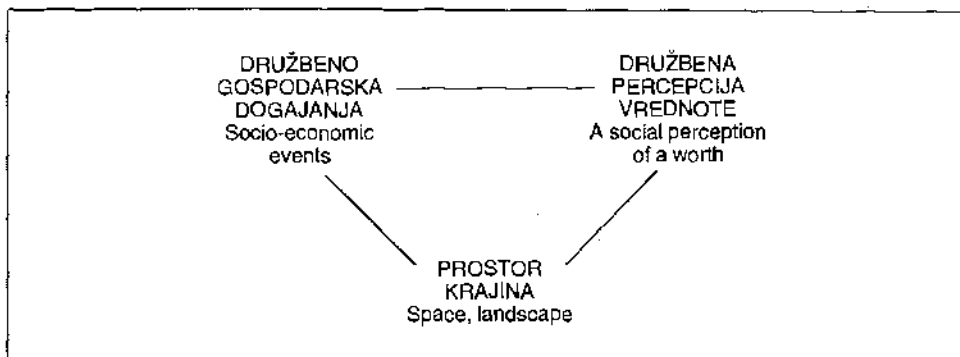 DRUŽBENO
GOSPODARSKA
DOGAJANJA
Socio-economic
events
DRUŽBENA
PERCEPCIJA
VREDNOTE
A social perception
of a worth
PROSTOR
KRAJINA
Space, landscape